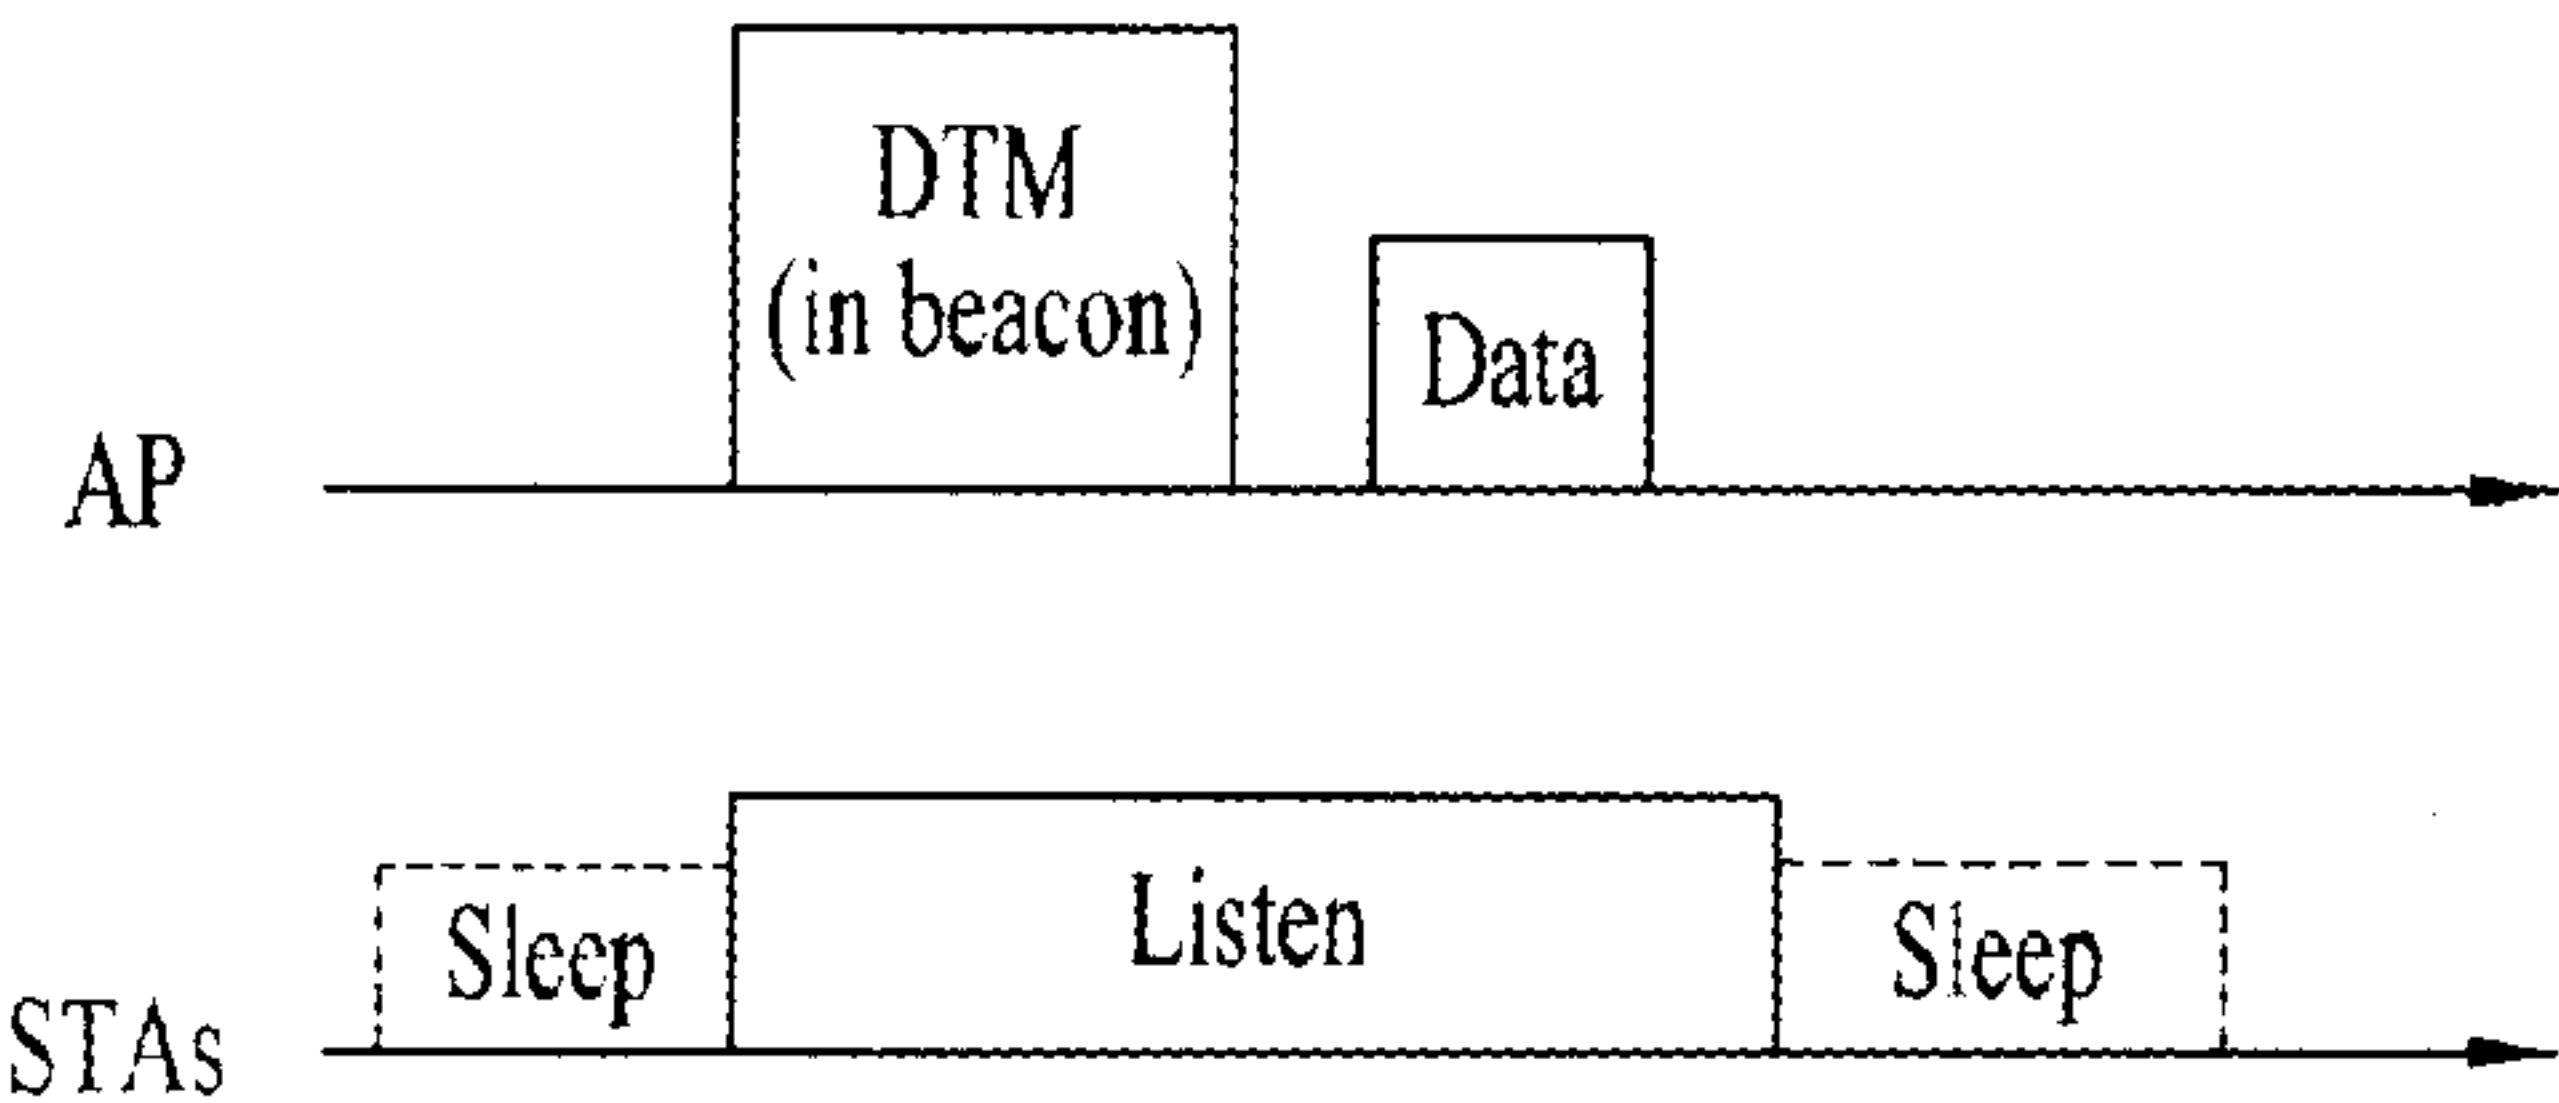 DTM
(in beacon)
Data
AP
Listen
Sleep
Sleep
STAs